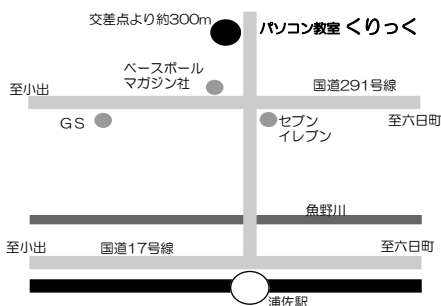 交差点より約300m
パソコン教室 くりっく
ベースボール
マガジン社
国道291号線
至小出
GS
セブン
イレブン
至六日町
魚野川
至小出
国道17号線
至六日町
浦佐駅